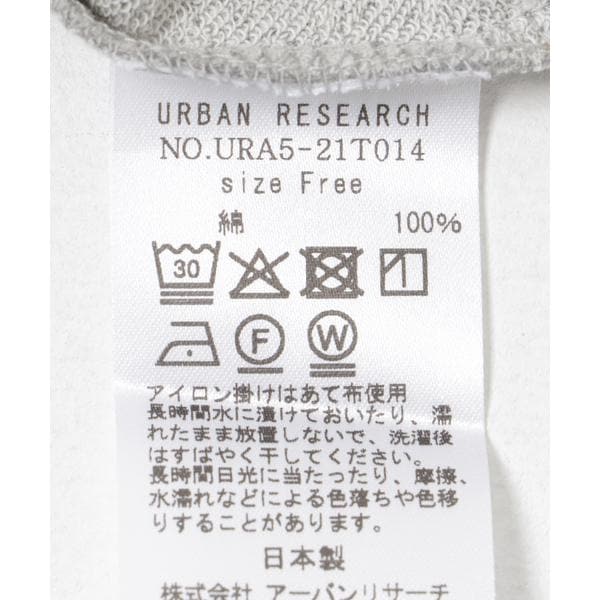 URBAN RESEARCH
NO.URA5-21T014
size Free
綿 100%
30
F W
アイロン掛けはあて布使用
長時間水に漬けておいたり、濡
れたまま放置しないで、洗濯後
はすばやく干してください。
長時間日光に当たったり、摩擦、
水濡れなどによる色落ちや色移
りすることがあります。
日本製
株式会社 アーバンリサーチ